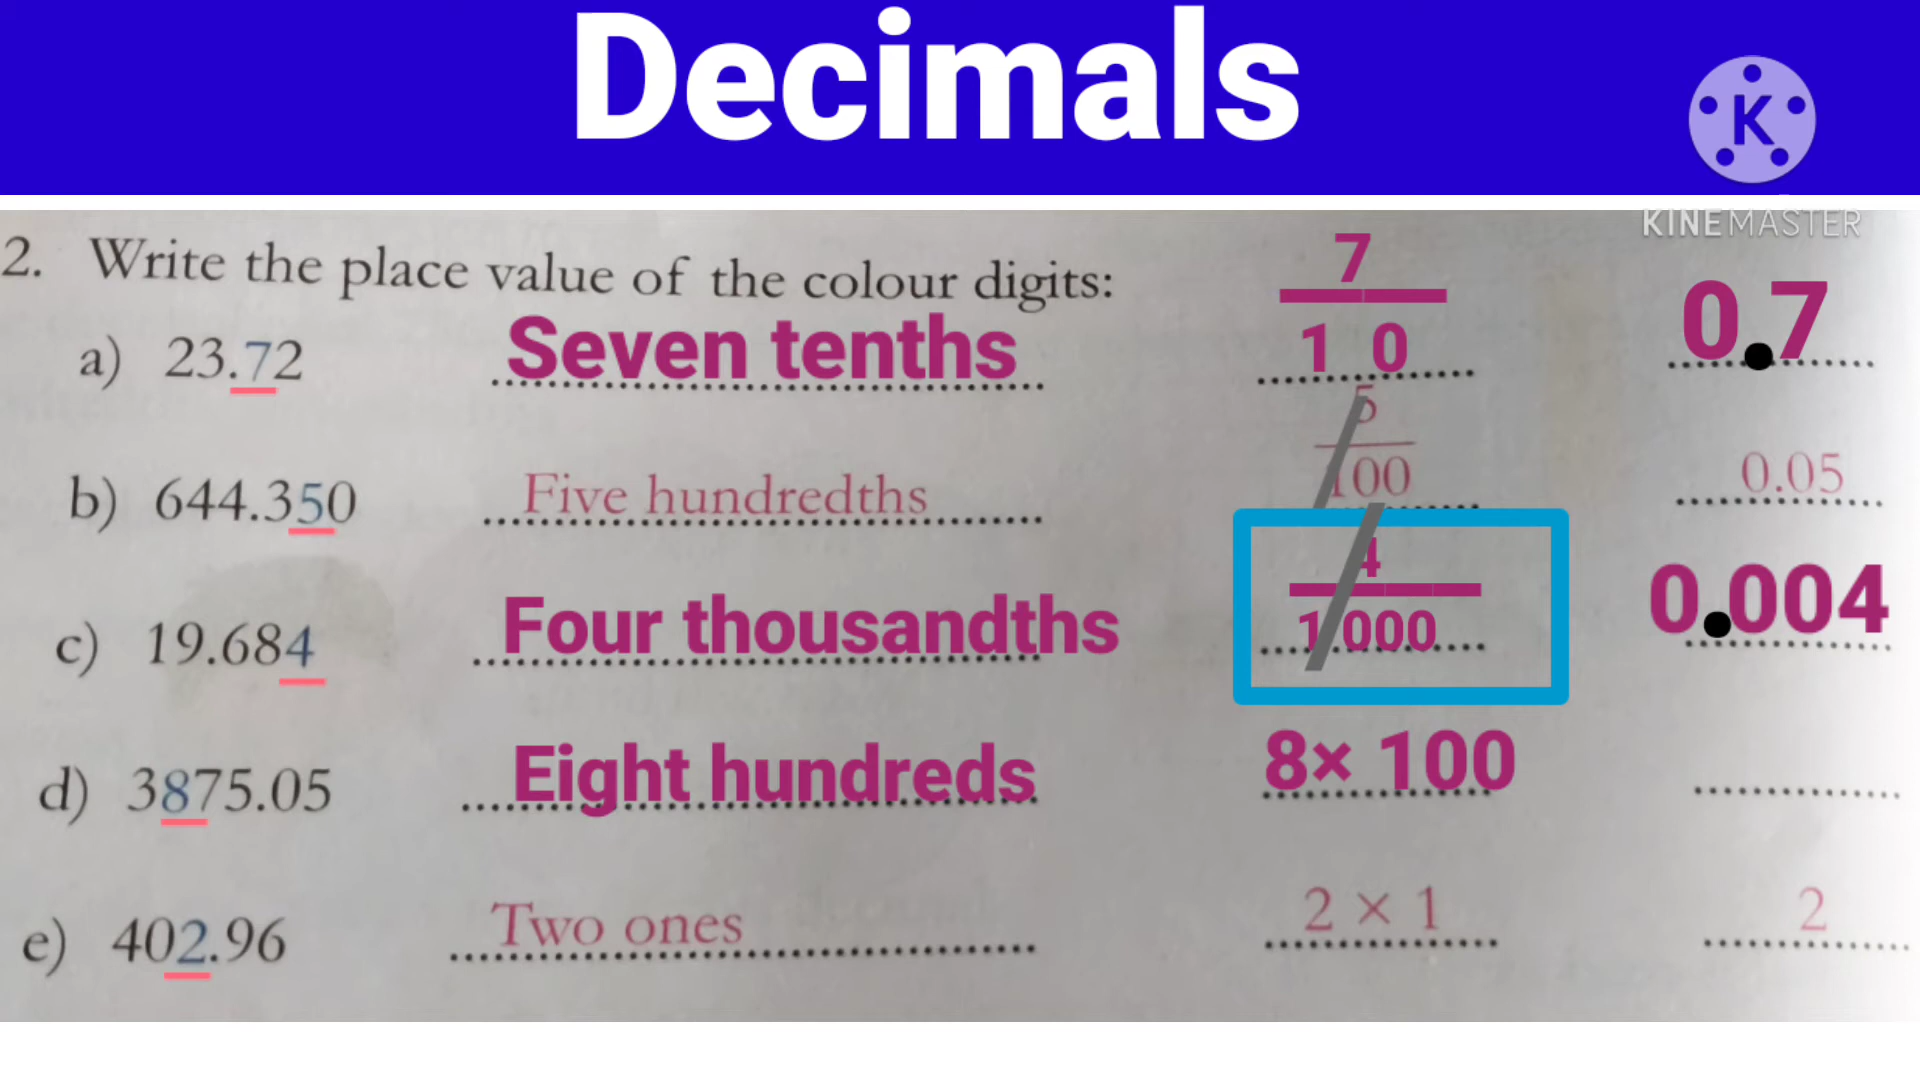 Decimals
K
KINEMASTER
2. Write the place value of the colour digits:
a) 23.72 Seven tenths 7/10 0.7
b) 644.350 Five hundredths 5/100 0.05
c) 19.684 Four thousandths 4/1000 0.004
d) 3875.05 Eight hundreds 8× 100
e) 402.96 Two ones 2 × 1 2